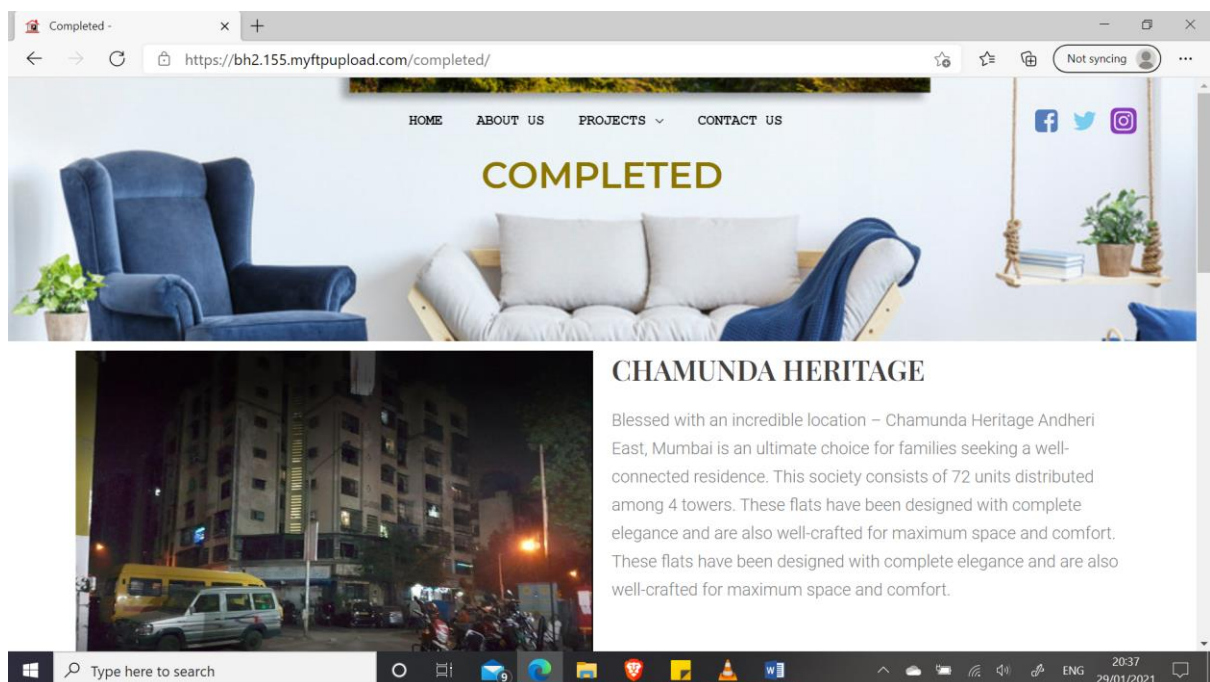 Completed -
https://bh2.155.myftpupload.com/completed/
Not syncing
HOME ABOUT US PROJECTS CONTACT US
COMPLETED
CHAMUNDA HERITAGE
Blessed with an incredible location – Chamunda Heritage Andheri
East, Mumbai is an ultimate choice for families seeking a well-
connected residence. This society consists of 72 units distributed
among 4 towers. These flats have been designed with complete
elegance and are also well-crafted for maximum space and comfort.
These flats have been designed with complete elegance and are also
well-crafted for maximum space and comfort.
Type here to search
9
ENG
20:37
29/01/2021